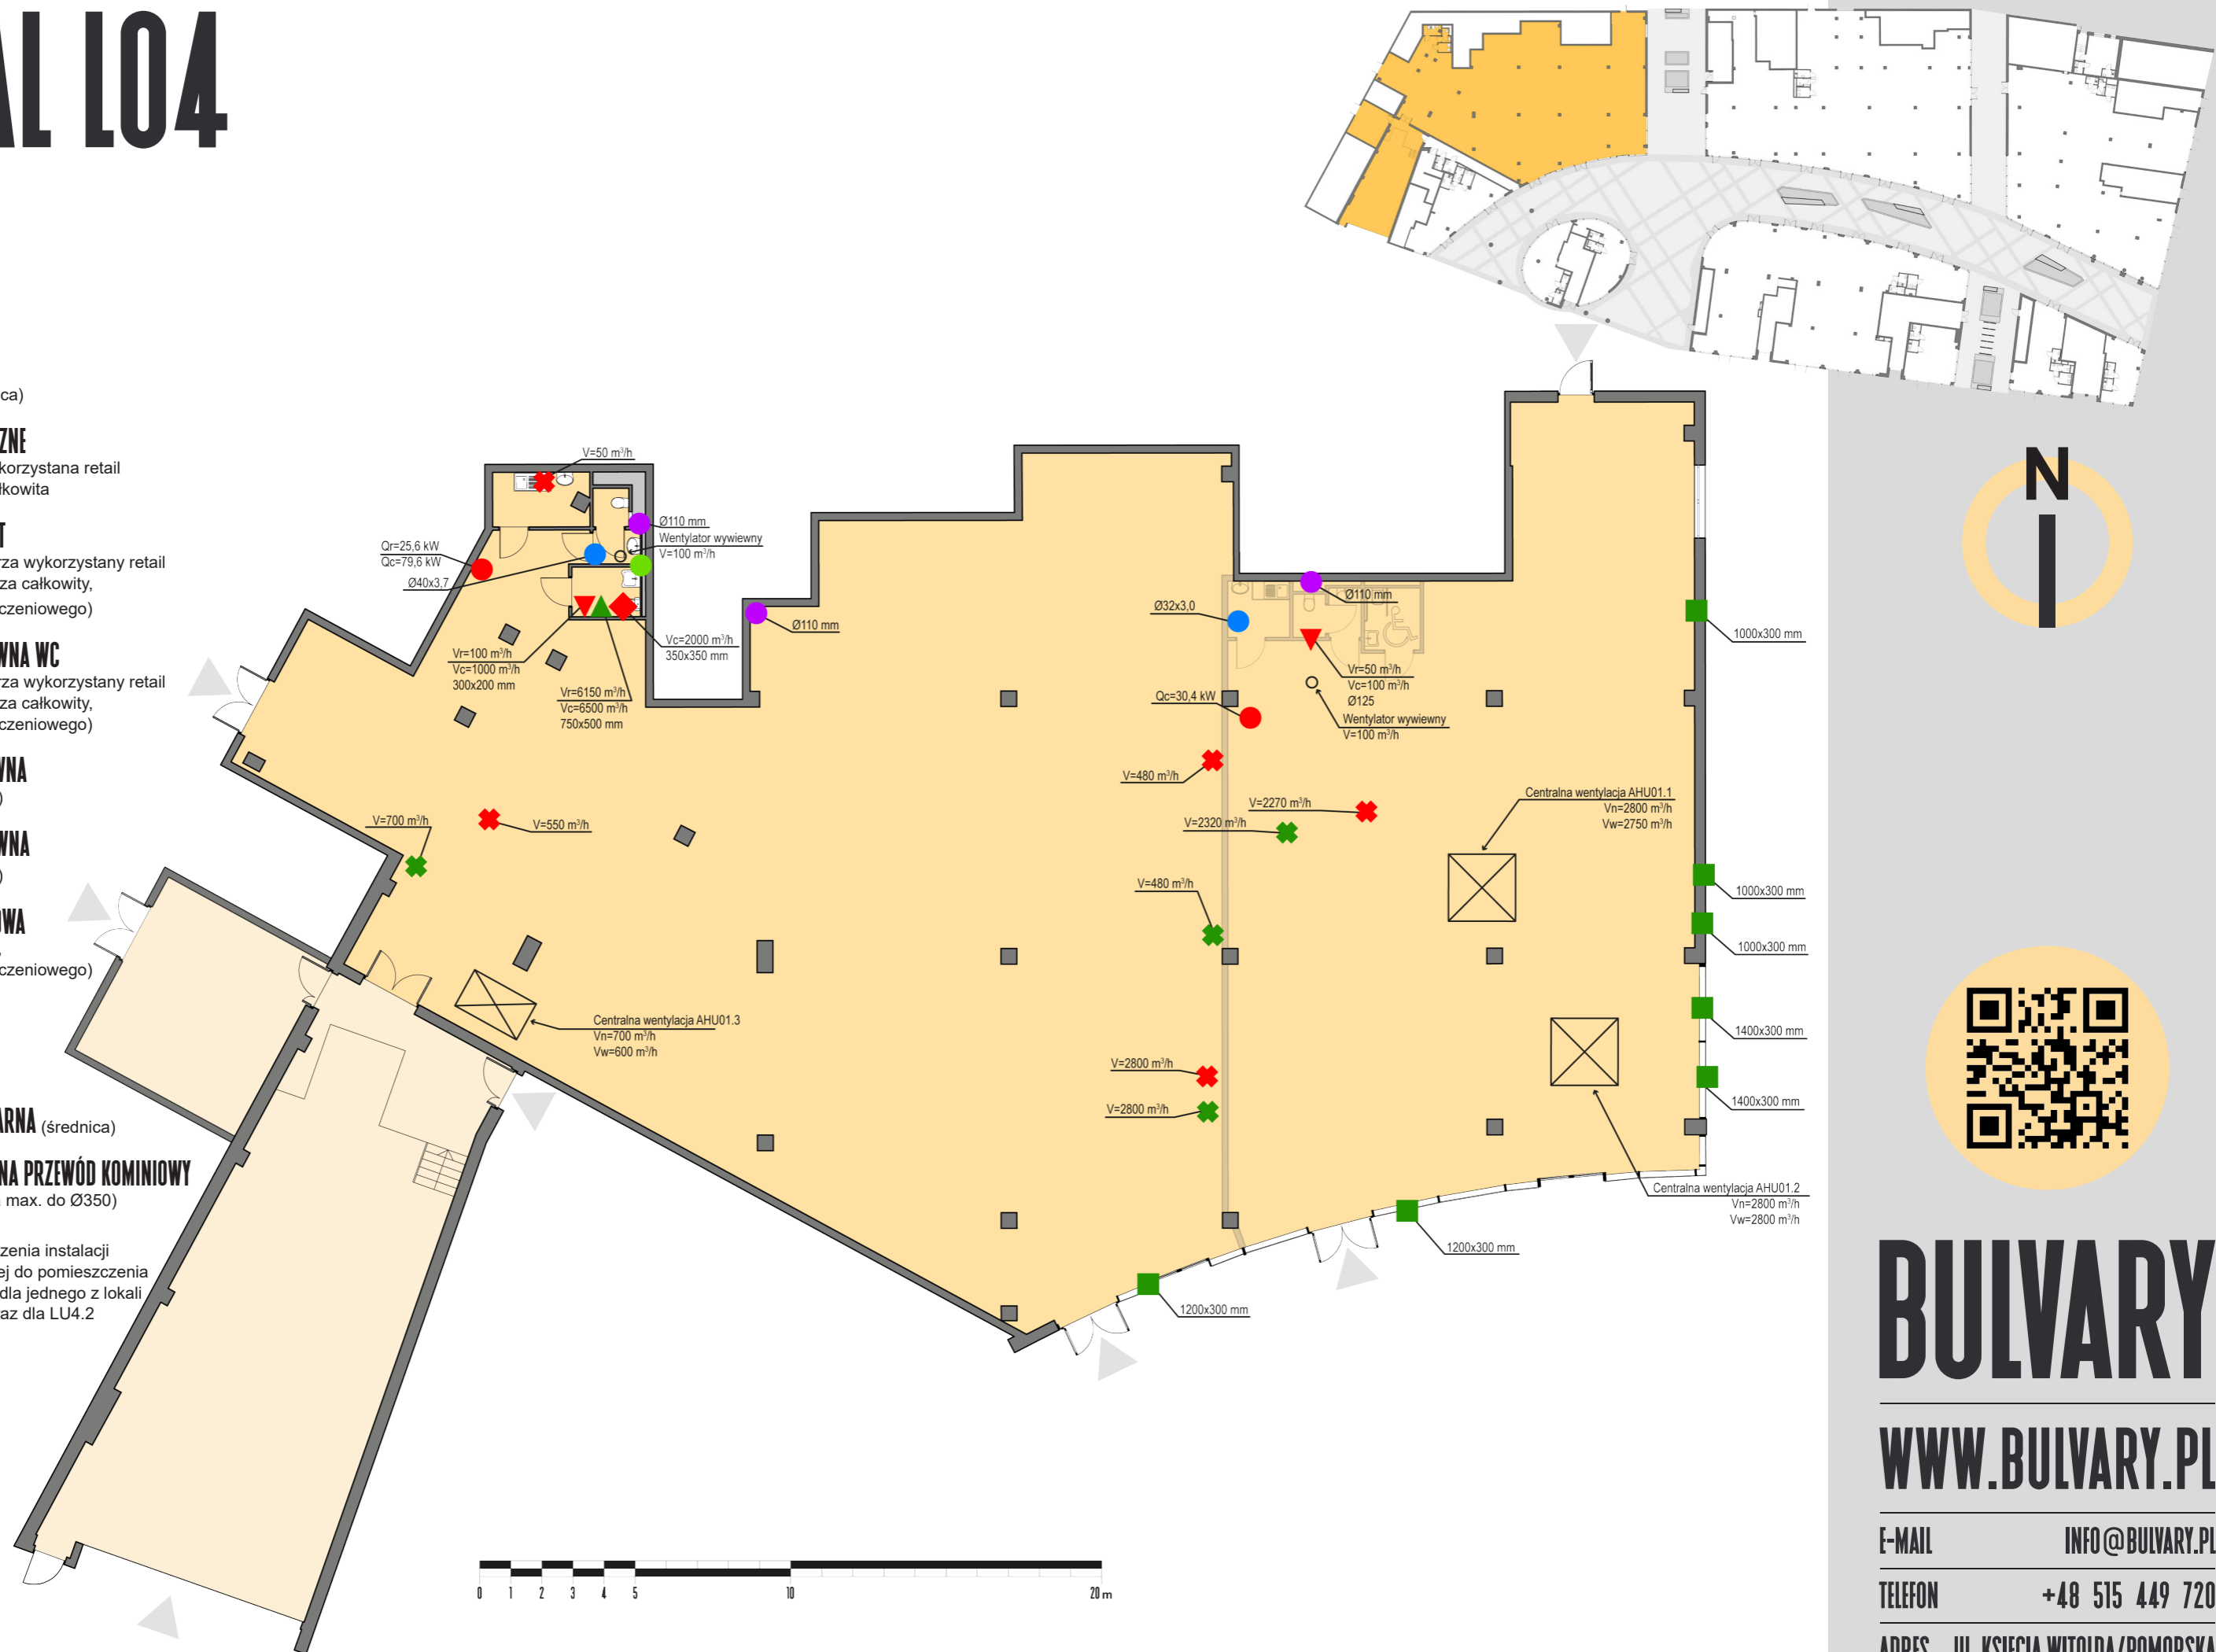 L04
N
ca)
korzystana retail
łkowita
rza wykorzystany retail
za całkowity,
czeniowego)
WC
rza wykorzystany retail
za całkowity,
czeniowego)
)
)
czeniowego)
(średnica)
NA PRZEWÓD KOMINIOWY
max. do Ø350)
zenia instalacji
ej do pomieszczenia
dla jednego z lokali
az dla LU4.2
V=50 m³/h
Ø110 mm
Wentylator wywiewny
V=100 m³/h
Qr=25,6 kW
Qc=79,6 kW
Ø40x3,7
Vr=100 m³/h
Vc=1000 m³/h
300x200 mm
Vr=6150 m³/h
Vc=6500 m³/h
750x500 mm
Vc=2000 m³/h
350x350 mm
Ø110 mm
Ø32x3,0
Ø110 mm
Vr=50 m³/h
Vc=100 m³/h
Ø125
Wentylator wywiewny
V=100 m³/h
Qc=30,4 kW
V=480 m³/h
V=2270 m³/h
V=2320 m³/h
Centralna wentylacja AHU01.1
Vn=2800 m³/h
Vw=2750 m³/h
1000x300 mm
V=700 m³/h
V=550 m³/h
V=480 m³/h
1000x300 mm
1000x300 mm
1400x300 mm
1400x300 mm
Centralna wentylacja AHU01.3
Vn=700 m³/h
Vw=600 m³/h
V=2800 m³/h
V=2800 m³/h
Centralna wentylacja AHU01.2
Vn=2800 m³/h
Vw=2800 m³/h
1200x300 mm
1200x300 mm
0 1 2 3 4 5 10 20 m
BULVARY
WWW.BULVARY.PL
E-MAIL INFO@BULVARY.PL
TELEFON +48 515 449 720
ADRES UL. KSIĘCIA WITOLDA/POMORSKA